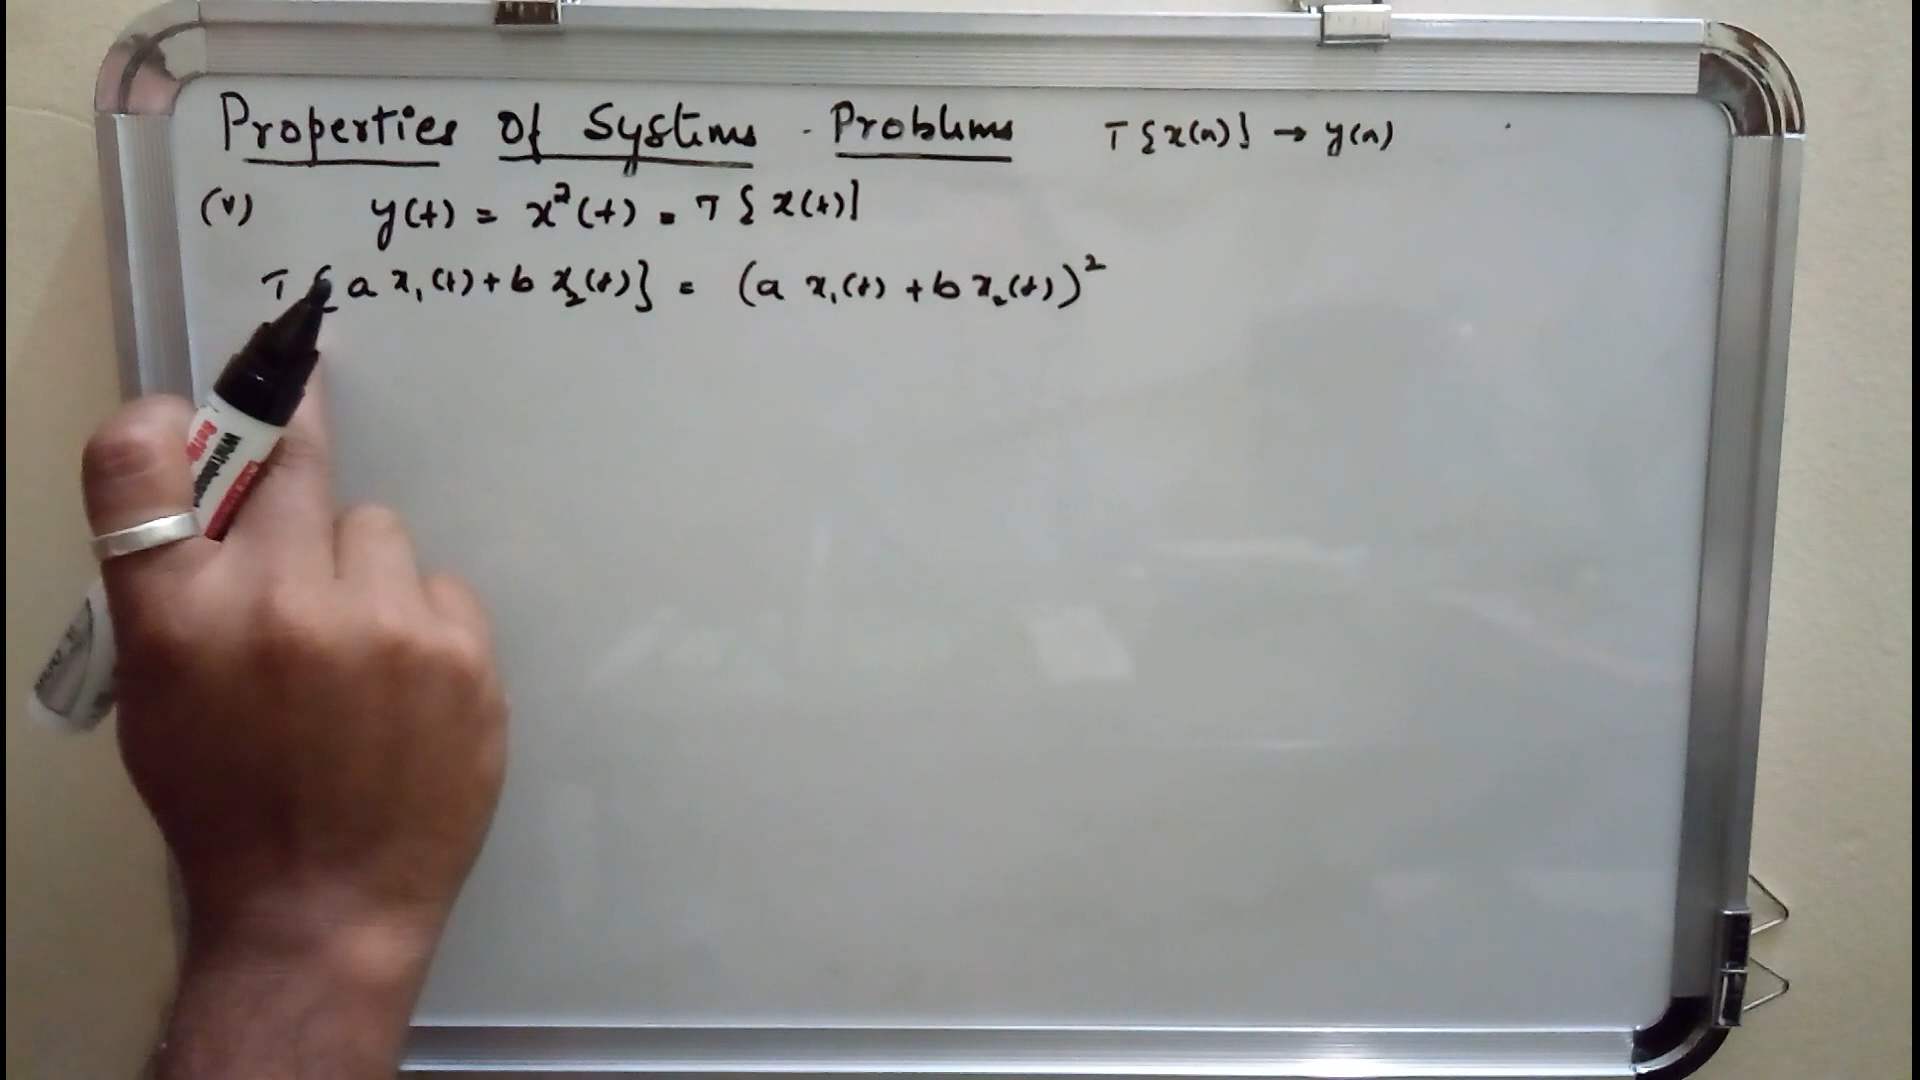 Properties Of Systems - Problems T{x(n)} → y(n)
(v) y(t) = x²(t) = T{x(t)}
T{a x₁(t) + b x₂(t)} = (a x₁(t) + b x₂(t))²